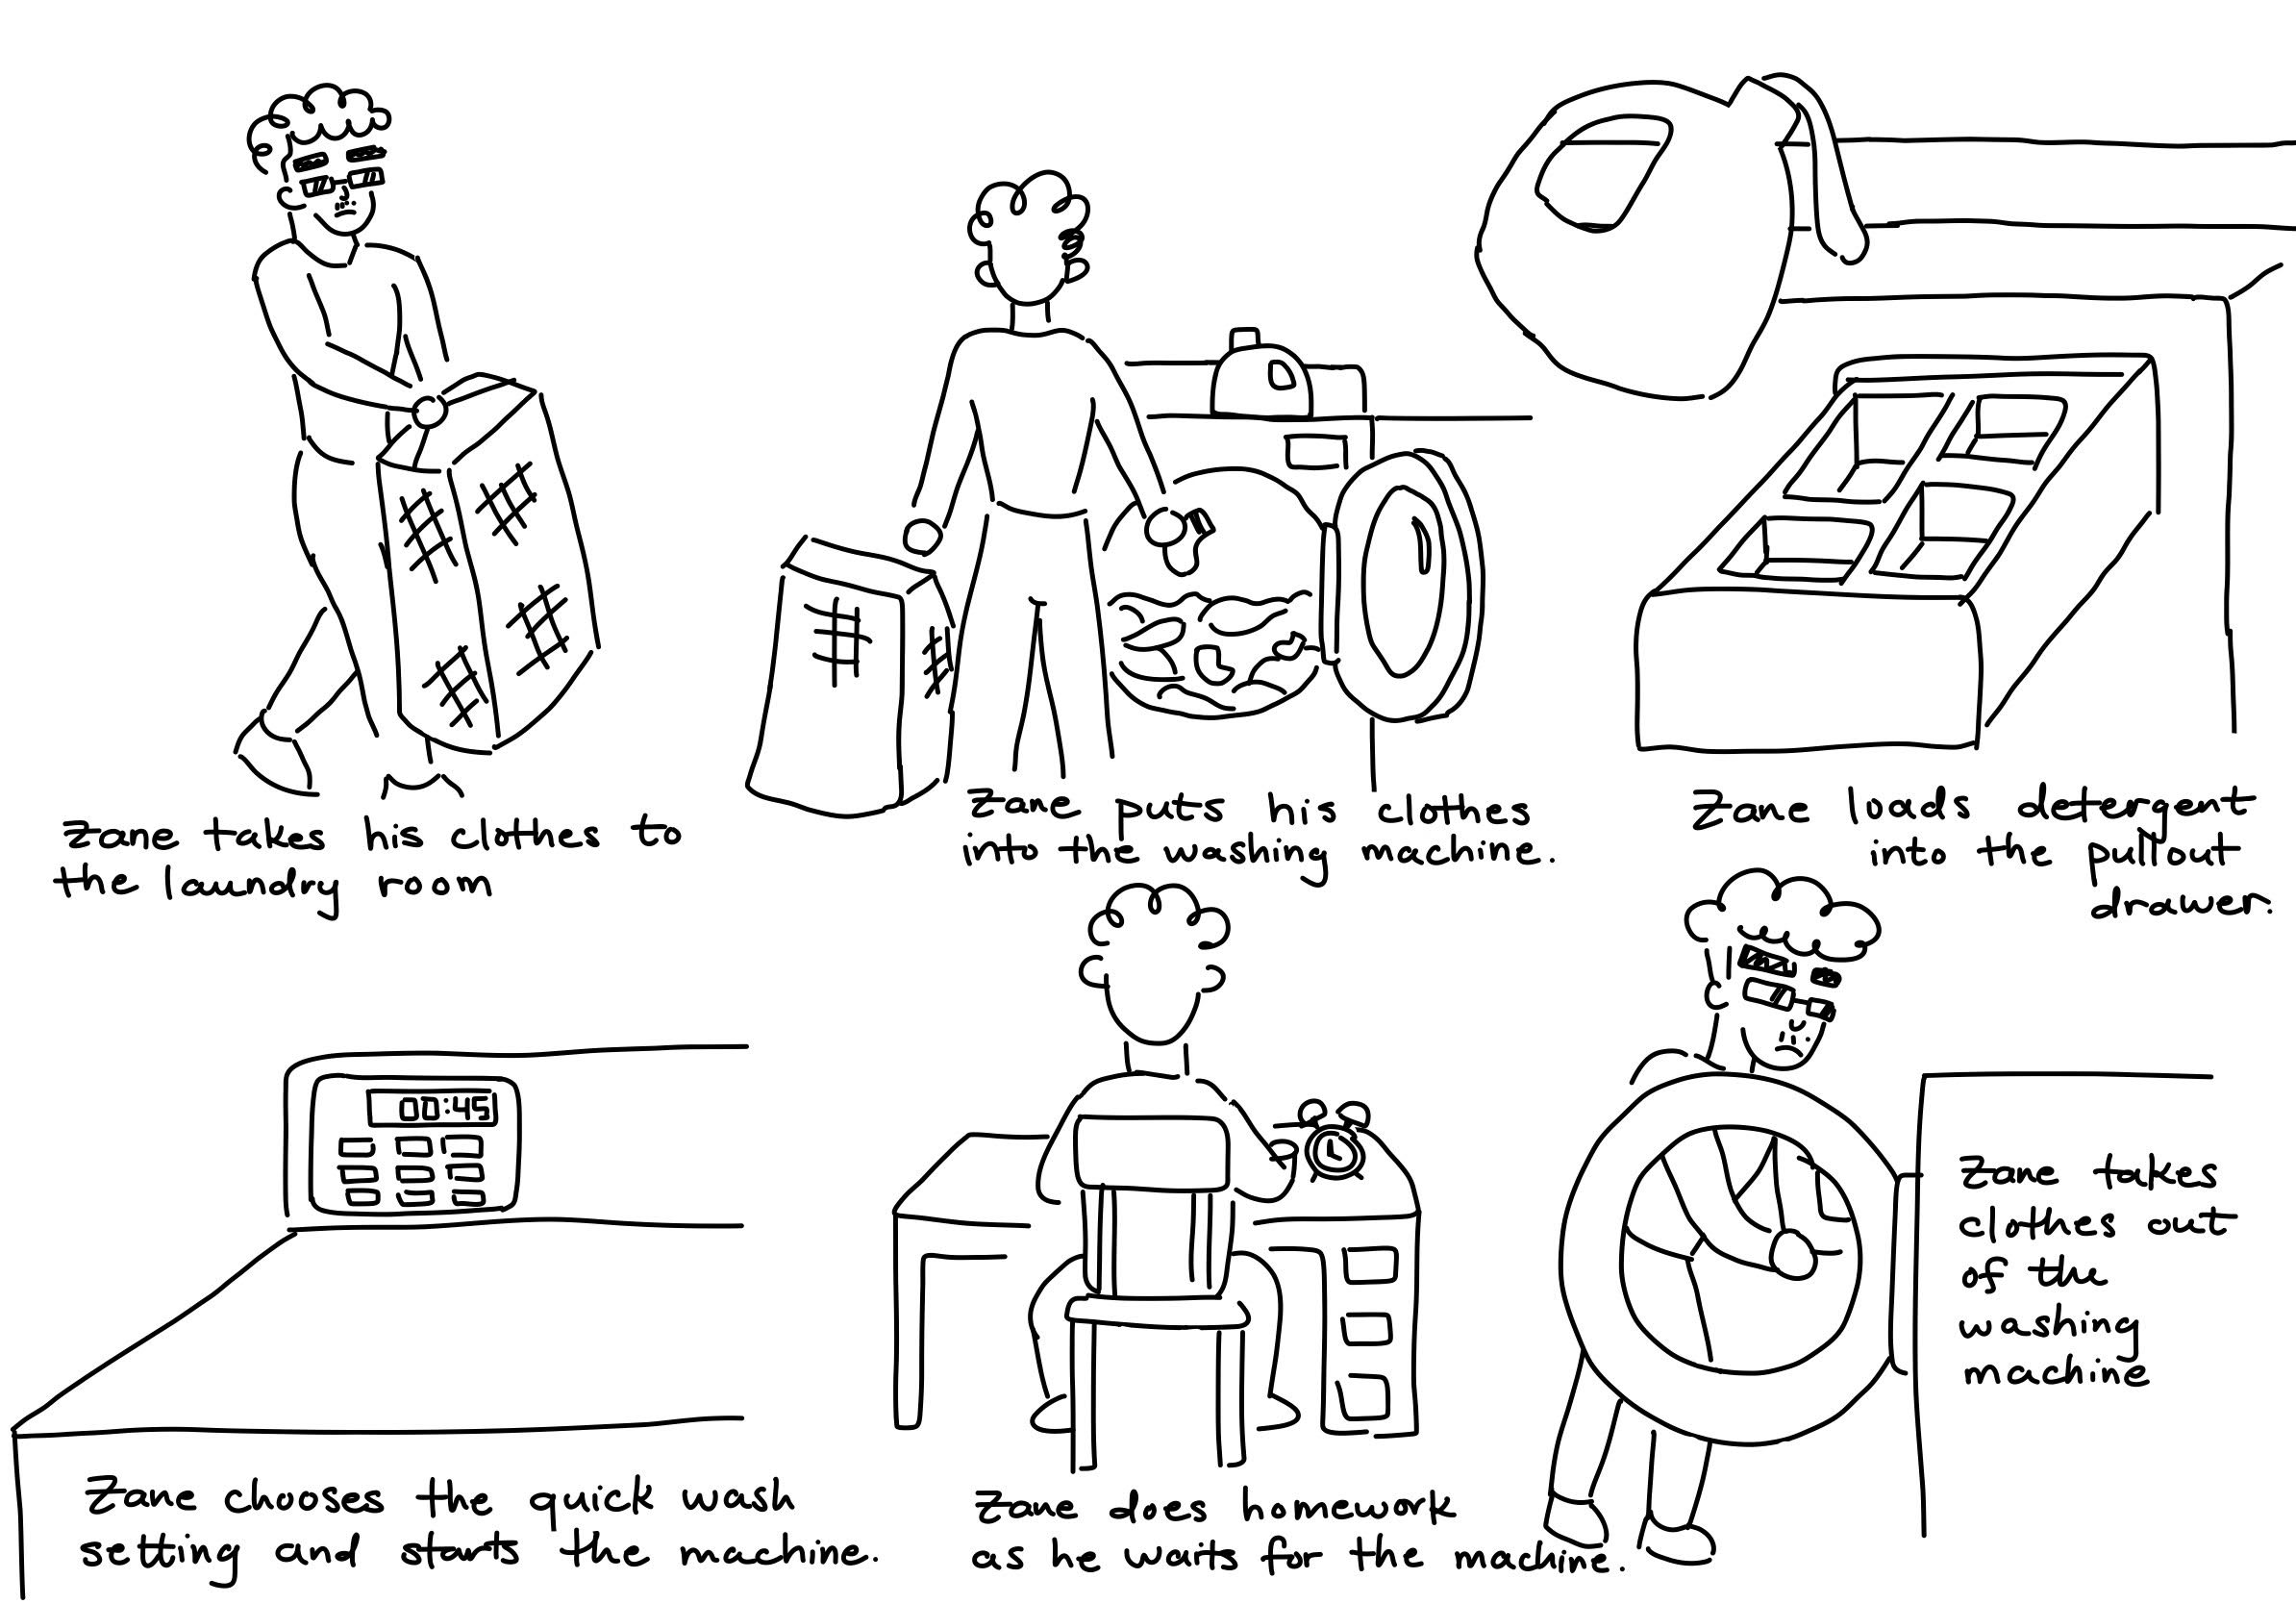 Zane takes his clothes to
the laundry room
Zane puts his clothes
into the washing machine.
Zane loads detergent
into the pullout
drawer.
00:45
Zane chooses the quick wash
setting and starts the machine.
Zane does homework
as he waits for the machine.
Zane takes
clothes out
of the
washing
machine